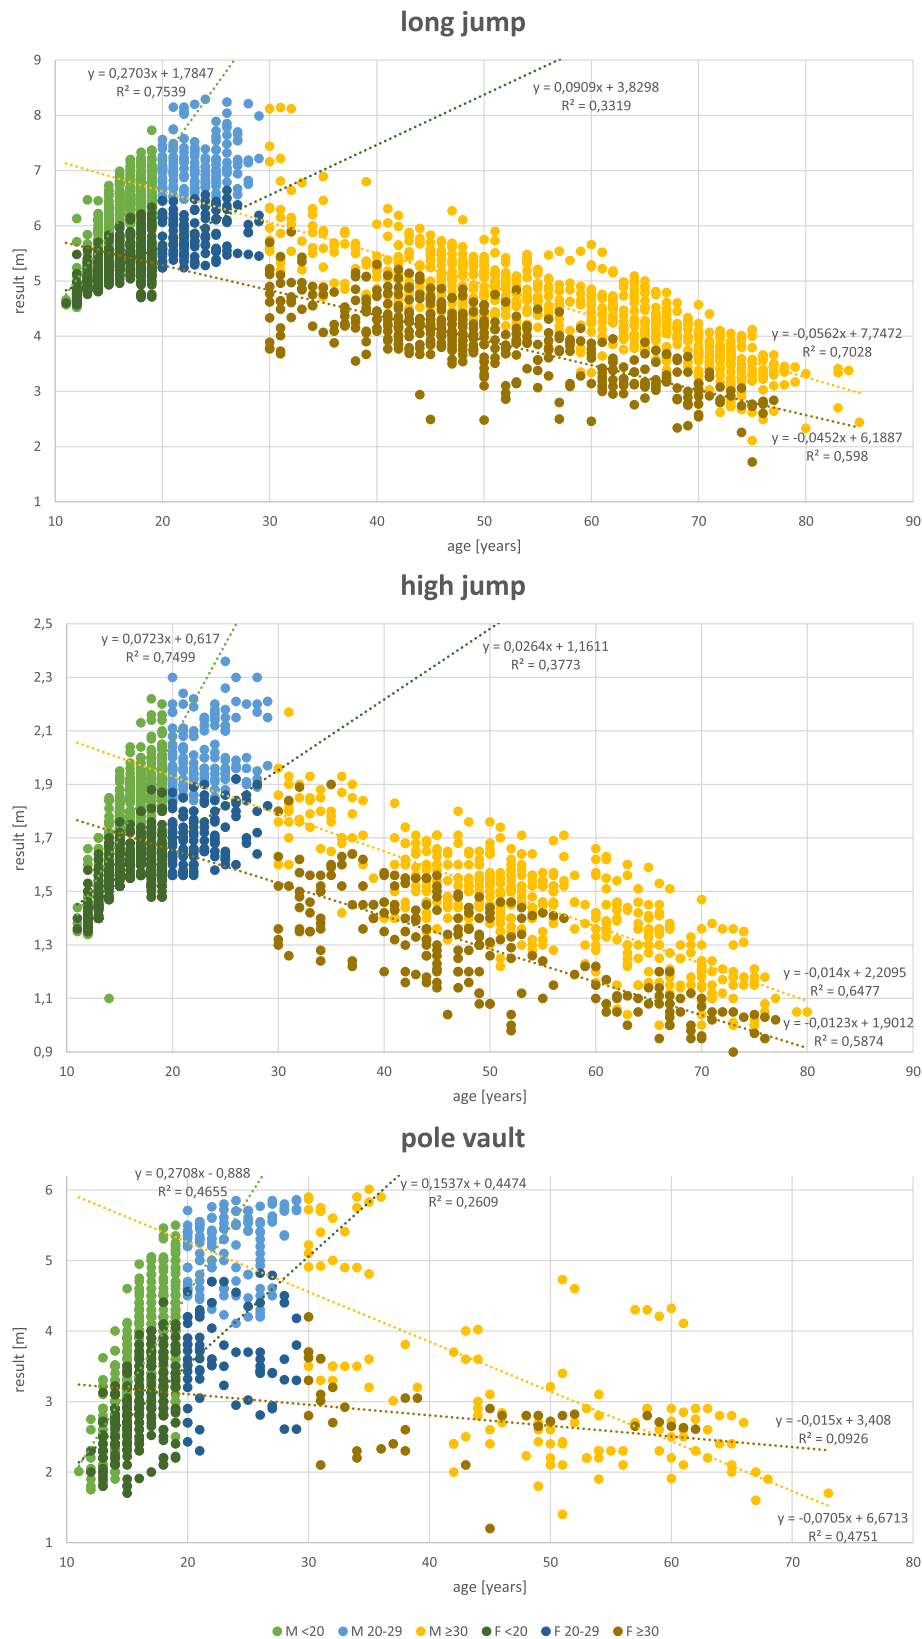 long jump
y = 0,2703x + 1,7847
R² = 0,7539
y = 0,0909x + 3,8298
R² = 0,3319
y = -0,0562x + 7,7472
R² = 0,7028
y = -0,0452x + 6,1887
R² = 0,598
result [m]
9
8
7
6
5
4
3
2
1
10 20 30 40 50 60 70 80 90
age [years]
high jump
y = 0,0723x + 0,617
R² = 0,7499
y = 0,0264x + 1,1611
R² = 0,3773
y = -0,014x + 2,2095
R² = 0,6477
y = -0,0123x + 1,9012
R² = 0,5874
result [m]
2,5
2,3
2,1
1,9
1,7
1,5
1,3
1,1
0,9
10 20 30 40 50 60 70 80 90
age [years]
pole vault
y = 0,2708x - 0,888
R² = 0,4655
y = 0,1537x + 0,4474
R² = 0,2609
y = -0,015x + 3,408
R² = 0,0926
y = -0,0705x + 6,6713
R² = 0,4751
result [m]
6
5
4
3
2
1
10 20 30 40 50 60 70 80
age [years]
M <20 M 20-29 M ≥30 F <20 F 20-29 F ≥30